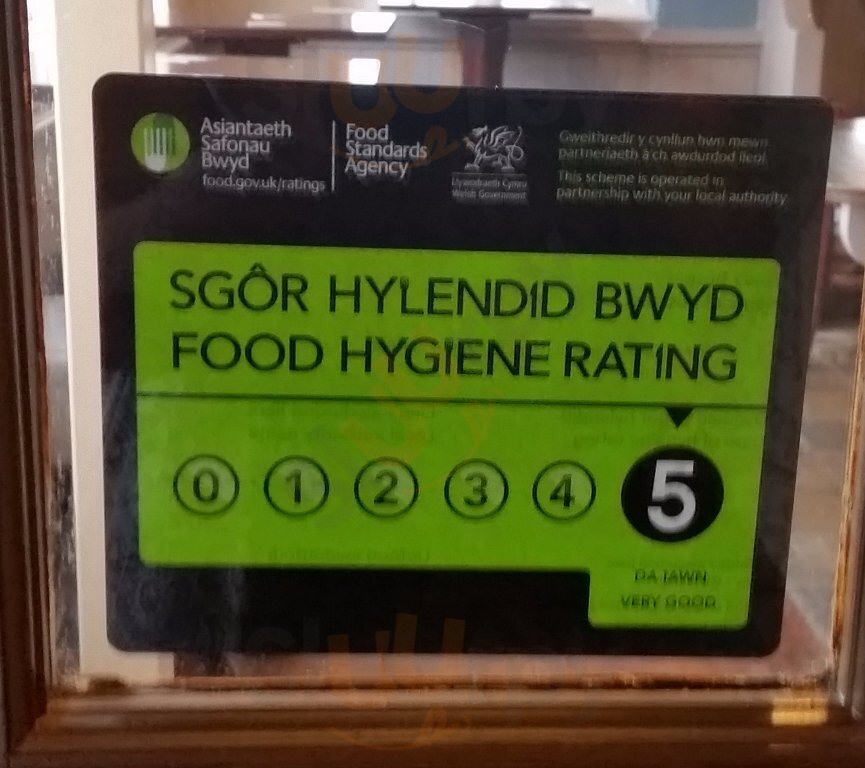 Asiantaeth
Safonau
Bwyd
food.gov.uk/ratings
Food
Standards
Agency
Llywodraeth Cymru
Welsh Government
Gweithredir y cynllun hwn mewn
partneriaeth â'ch awdurdod lleol
This scheme is operated in
partnership with your local authority
SGÔR HYLENDID BWYD
FOOD HYGIENE RATING
0 1 2 3 4 5
DA IAWN
VERY GOOD